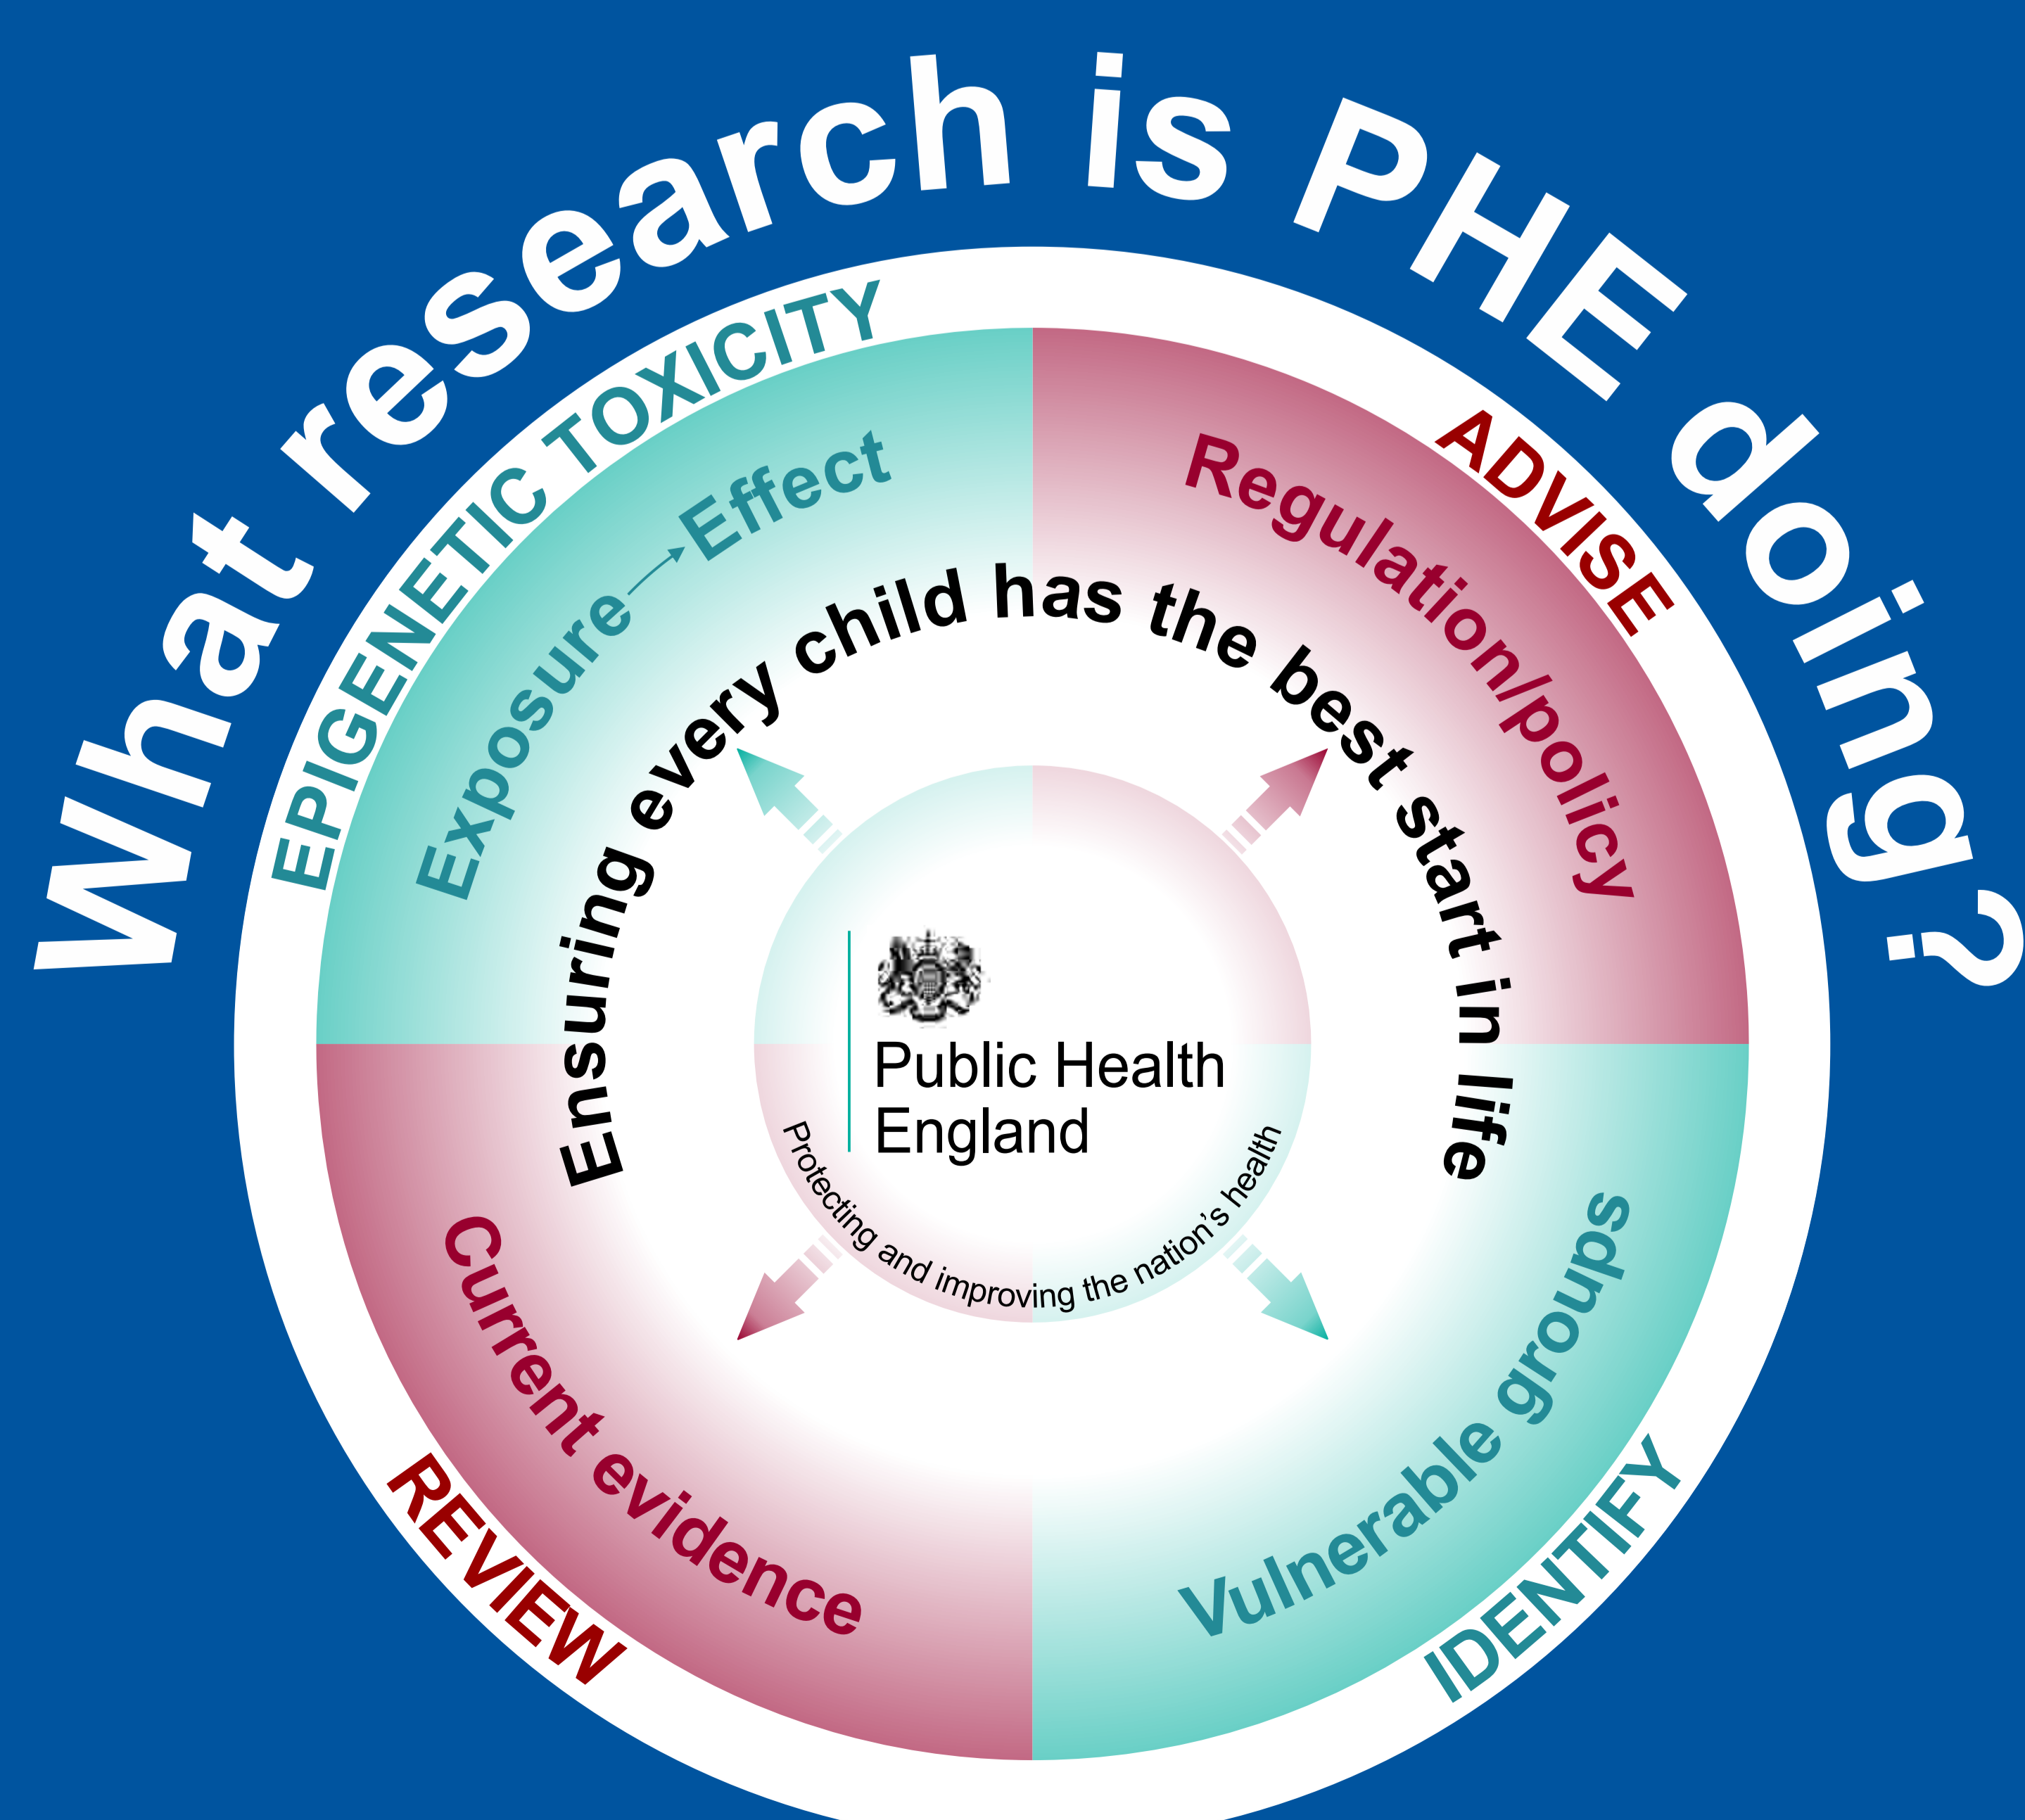 What research is PHE doing?
EPIGENETIC TOXICITY
Exposure → Effect
ADVISE
Regulation/policy
Ensuring every child has the best start in life
Public Health
England
Protecting and improving the nation's health
Current evidence
REVIEW
Vulnerable groups
IDENTIFY